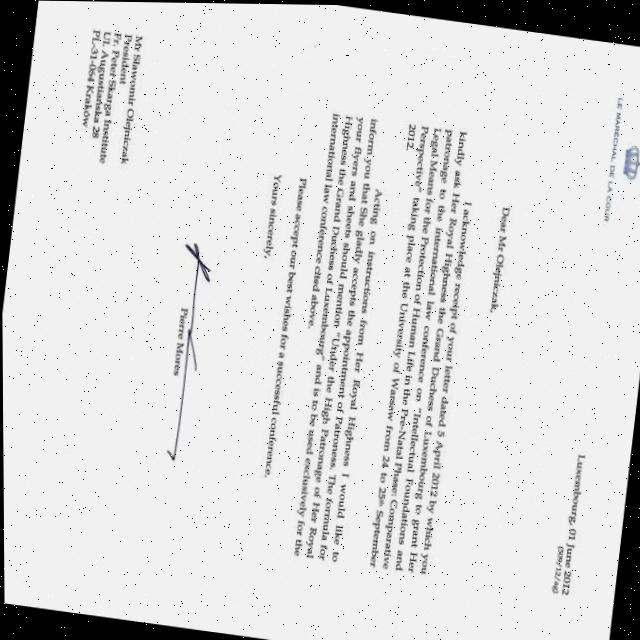 LE MARÉCHAL DE LA COUR
Luxembourg, 01 June 2012
Dear Mr Olejniczak,
I acknowledge receipt of your letter dated 5 April 2012 by which you
kindly ask Her Royal Highness the Grand Duchess of Luxembourg to grant Her
patronage to the international law conference on "Intellectual Foundations and
Legal Means for the Protection of Human Life in the Pre-Natal Phase: Comparative
Perspective" taking place at the University of Warsaw from 24 to 25th September
2012.
Acting on instructions from Her Royal Highness I would like to
inform you that She gladly accepts the appointment of Patroness. The formula for
your flyers and sheets should mention "Under the High Patronage of Her Royal
Highness the Grand Duchess of Luxembourg" and is to be used exclusively for the
international law conference cited above.
Please accept our best wishes for a successful conference.
Yours sincerely,
Pierre Mores
Mr Sławomir Olejniczak
President
Fr. Peter Skarga Institute
Ul. Augustiańska 28
PL-31-064 Kraków